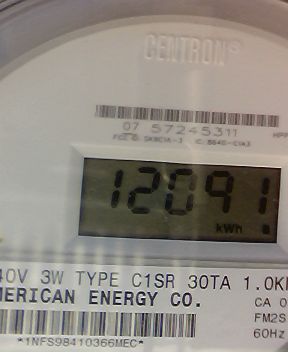 CENTRON®
07 57245311
12091
kWh
40V 3W TYPE C1SR 30TA 1.0K
MERICAN ENERGY CO.
CA 0
FM2S
60Hz
*1NFS98410366MEC*